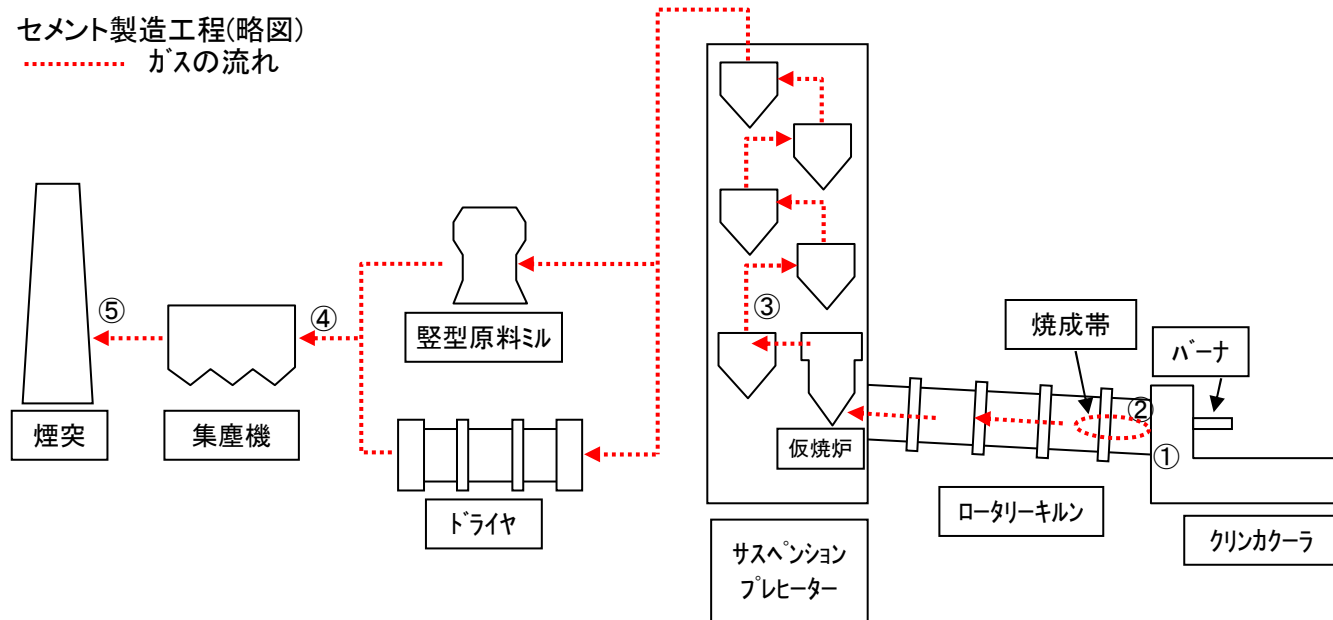 セメント製造工程(略図)
ｶﾞｽの流れ
⑤
④
③
②
①
焼成帯
ﾊﾞｰﾅ
竪型原料ﾐﾙ
煙突
集塵機
仮焼炉
ﾄﾞﾗｲﾔ
ﾛｰﾀﾘｰｷﾙﾝ
ｸﾘﾝｶｸｰﾗ
ｻｽﾍﾟﾝｼｮﾝ
ﾌﾟﾚﾋｰﾀｰ